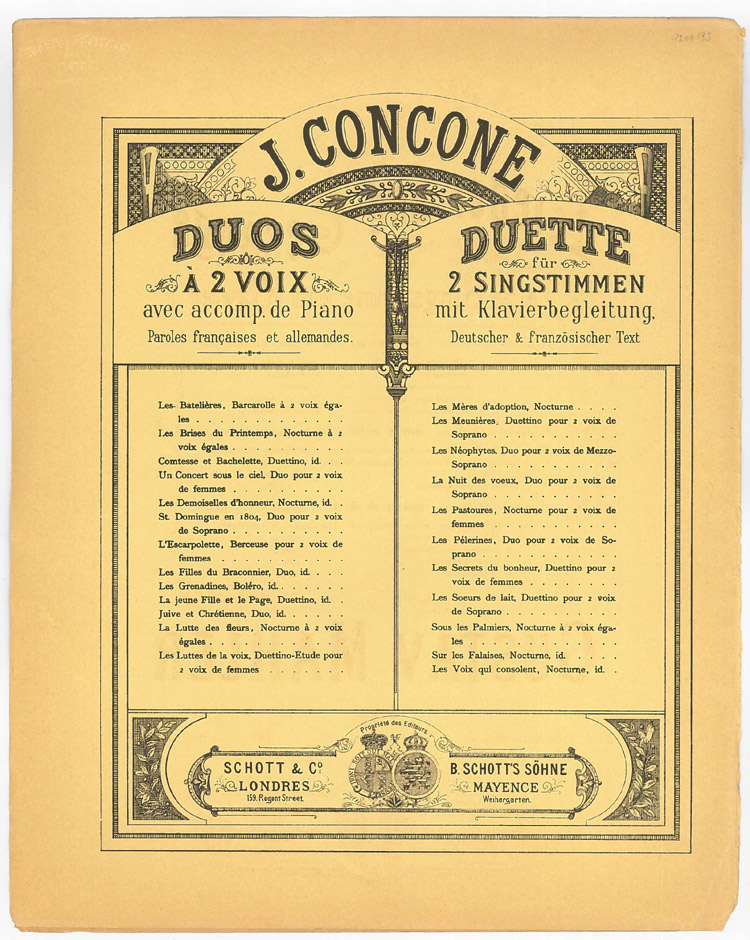 J. CONCONE
DUOS
À 2 VOIX
avec accomp. de Piano
Paroles françaises et allemandes.
DUETTE
für
2 SINGSTIMMEN
mit Klavierbegleitung.
Deutscher & französischer Text
Les Batelières, Barcarolle à 2 voix éga-
les . . . . . . . . . . . . .
Les Brises du Printemps, Nocturne à 2
voix égales . . . . . . . . . .
Comtesse et Bachelette, Duettino, id. . .
Un Concert sous le ciel, Duo pour 2 voix
de femmes . . . . . . . . . .
Les Demoiselles d'honneur, Nocturne, id. .
St. Domingue en 1804, Duo pour 2 voix
de Soprano . . . . . . . . . .
L'Escarpolette, Berceuse pour 2 voix de
femmes . . . . . . . . . . . .
Les Filles du Braconnier, Duo, id. . . .
Les Grenadines, Boléro, id. . . . . . .
La jeune Fille et le Page, Duettino, id. .
Juive et Chrétienne, Duo, id. . . . . .
La Lutte des fleurs, Nocturne à 2 voix
égales . . . . . . . . . . . .
Les Luttes de la voix, Duettino-Etude pour
2 voix de femmes . . . . . . .
Les Mères d'adoption, Nocturne . . . .
Les Meunières, Duettino pour 2 voix de
Soprano . . . . . . . . . . .
Les Néophytes, Duo pour 2 voix de Mezzo-
Soprano . . . . . . . . . . .
La Nuit des voeux, Duo pour 2 voix de
Soprano . . . . . . . . . . .
Les Pastoures, Nocturne pour 2 voix de
femmes . . . . . . . . . . . .
Les Pélerines, Duo pour 2 voix de So-
prano . . . . . . . . . . . .
Les Secrets du bonheur, Duettino pour 2
voix de femmes . . . . . . . .
Les Soeurs de lait, Duettino pour 2 voix
de Soprano . . . . . . . . . .
Sous les Palmiers, Nocturne à 2 voix éga-
les . . . . . . . . . . . . .
Sur les Falaises, Nocturne, id. . . . .
Les Voix qui consolent, Nocturne, id. .
Propriété des Editeurs.
SCHOTT & Co.
LONDRES
159. Regent Street.
B. SCHOTT'S SÖHNE
MAYENCE
Weihergarten.